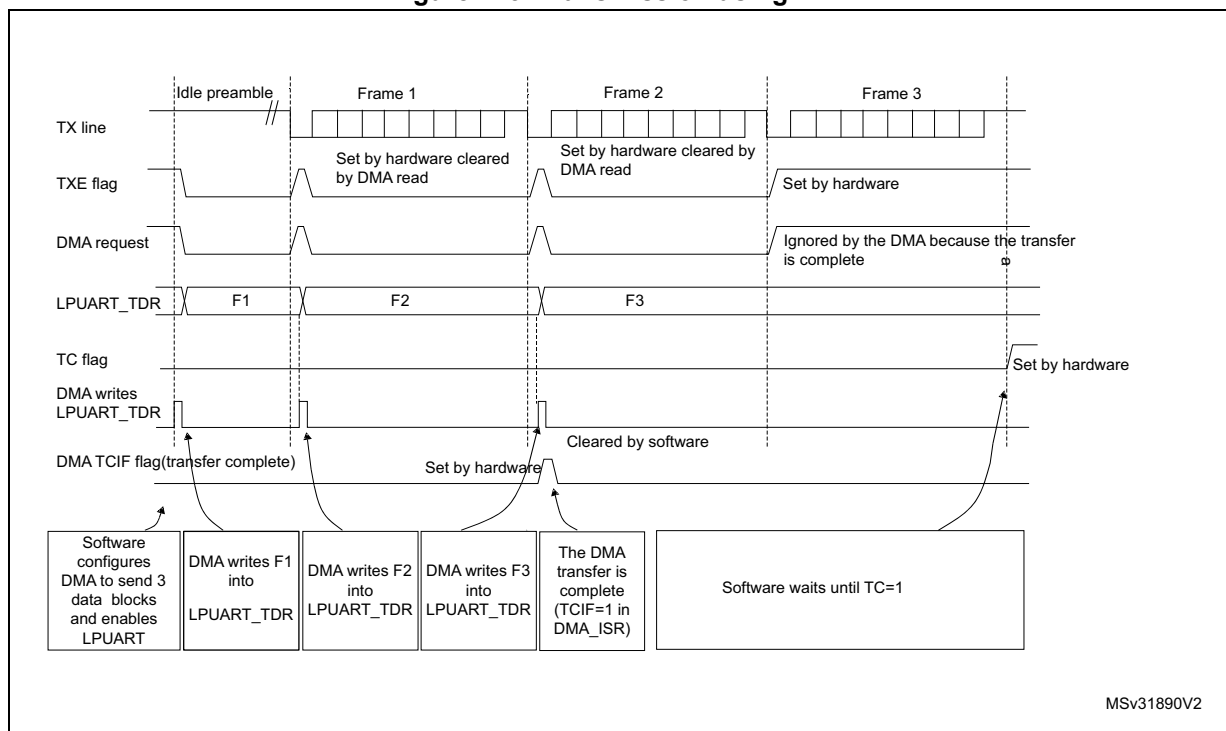 Idle preamble
Frame 1
Frame 2
Frame 3
TX line
Set by hardware cleared
by DMA read
Set by hardware cleared by
DMA read
TXE flag
Set by hardware
DMA request
Ignored by the DMA because the transfer
is complete
LPUART_TDR
F1
F2
F3
TC flag
Set by hardware
DMA writes
LPUART_TDR
Cleared by software
DMA TCIF flag(transfer complete)
Set by hardware
Software
configures
DMA to send 3
data blocks
and enables
LPUART
DMA writes F1
into
LPUART_TDR
DMA writes F2
into
LPUART_TDR
DMA writes F3
into
LPUART_TDR
The DMA
transfer is
complete
(TCIF=1 in
DMA_ISR)
Software waits until TC=1
MSv31890V2